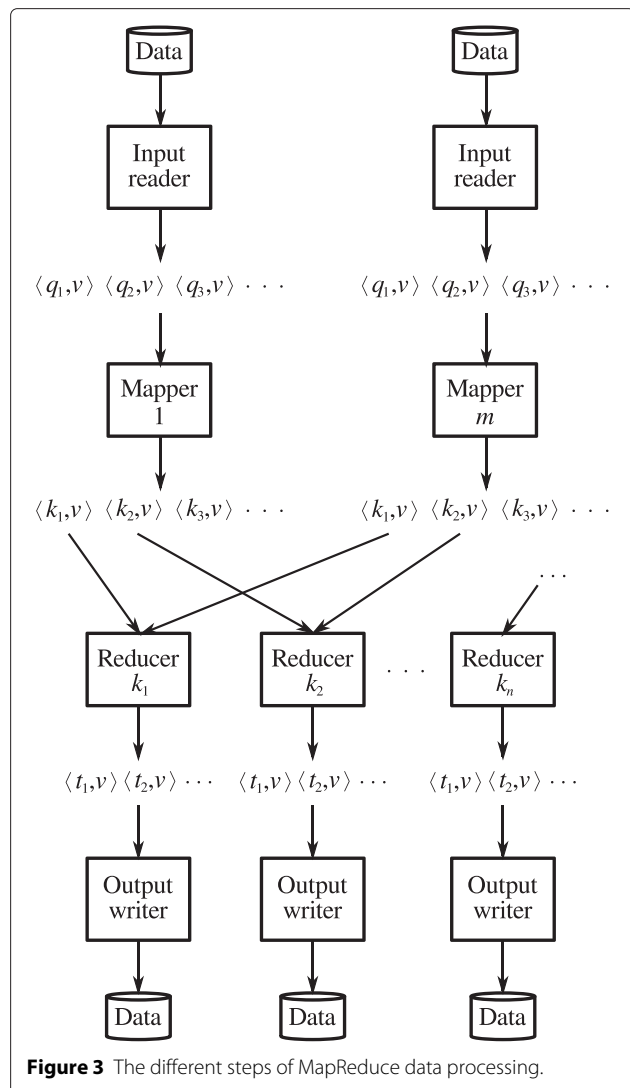 Data Data
Input Input
reader reader
⟨q₁,v⟩ ⟨q₂,v⟩ ⟨q₃,v⟩ · · · ⟨q₁,v⟩ ⟨q₂,v⟩ ⟨q₃,v⟩ · · ·
Mapper Mapper
1 m
⟨k₁,v⟩ ⟨k₂,v⟩ ⟨k₃,v⟩ · · · ⟨k₁,v⟩ ⟨k₂,v⟩ ⟨k₃,v⟩ · · ·
· · ·
Reducer Reducer Reducer
k₁ k₂ · · · kₙ
⟨t₁,v⟩ ⟨t₂,v⟩ · · · ⟨t₁,v⟩ ⟨t₂,v⟩ · · · ⟨t₁,v⟩ ⟨t₂,v⟩ · · ·
Output Output Output
writer writer writer
Data Data Data
Figure 3 The different steps of MapReduce data processing.